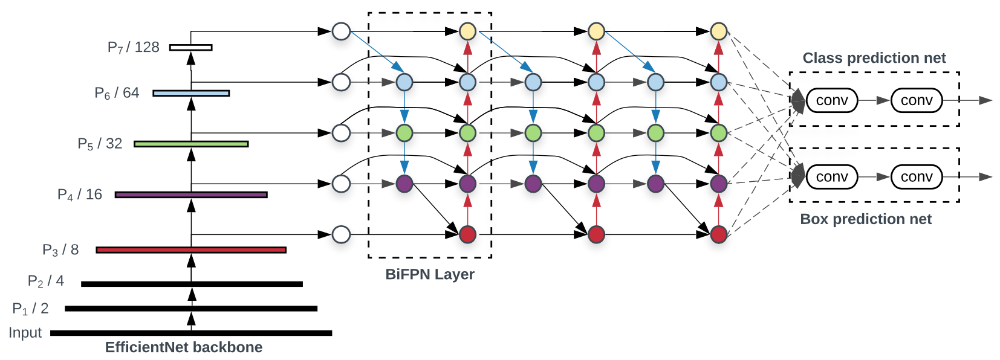 P7 / 128
P6 / 64
P5 / 32
P4 / 16
P3 / 8
P2 / 4
P1 / 2
Input
EfficientNet backbone
BiFPN Layer
Class prediction net
conv conv
conv conv
Box prediction net